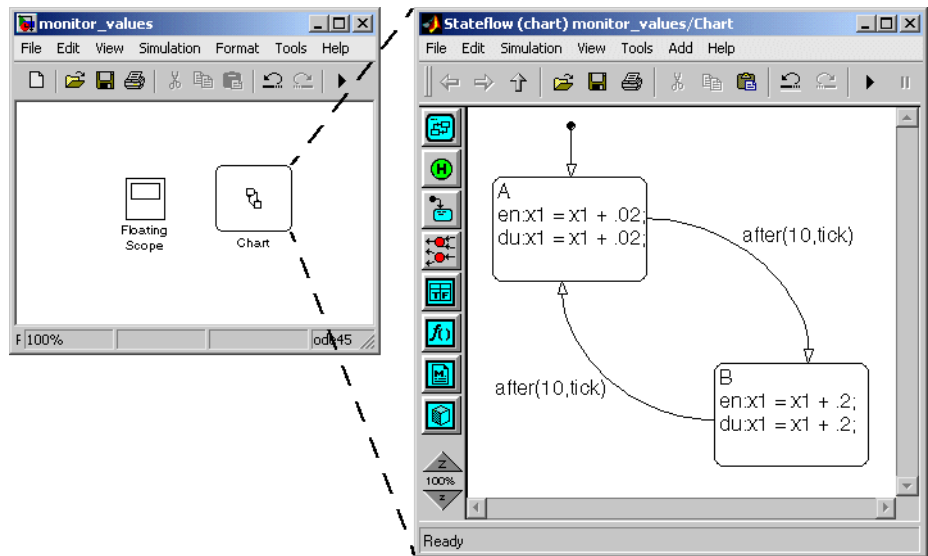 monitor_values
File Edit View Simulation Format Tools Help
Floating
Scope
Chart
F 100%
ode45
Stateflow (chart) monitor_values/Chart
File Edit Simulation View Tools Add Help
H
A
en:x1 = x1 + .02;
du:x1 = x1 + .02;
after(10,tick)
TF
f()
M
after(10,tick)
B
en:x1 = x1 + .2;
du:x1 = x1 + .2;
Z
100%
z
Ready